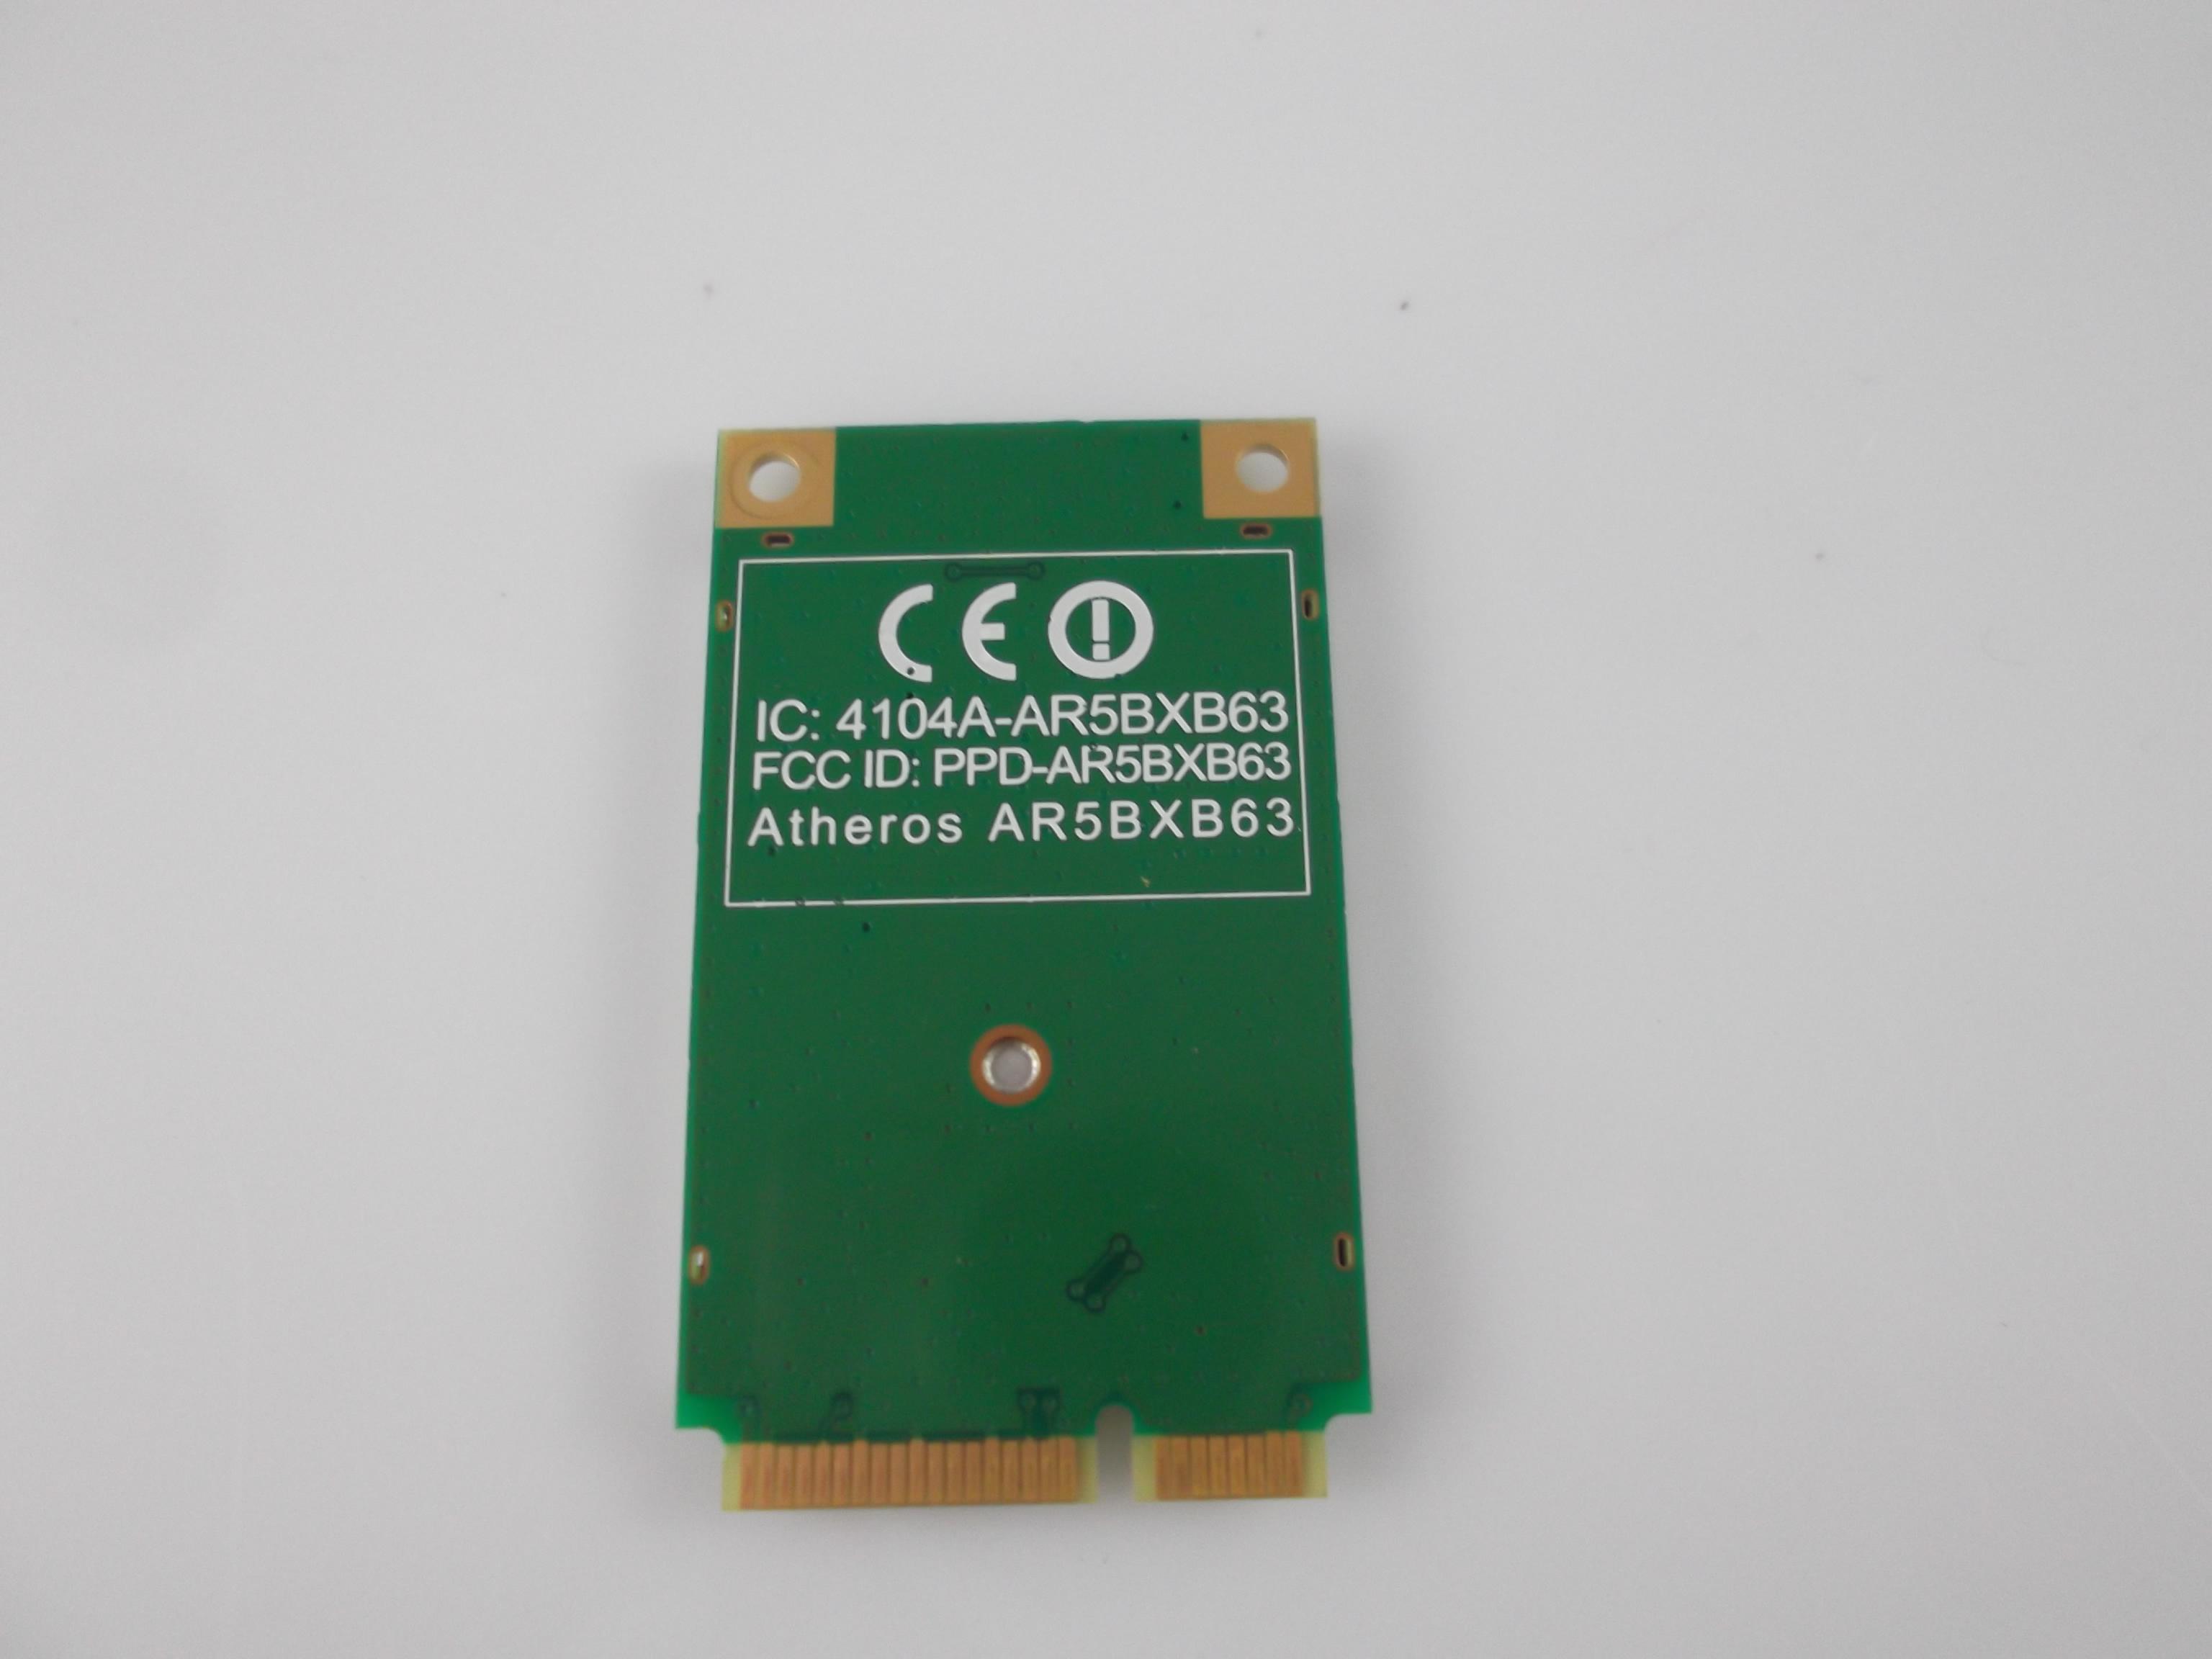 CE
IC: 4104A-AR5BXB63
FCC ID: PPD-AR5BXB63
Atheros AR5BXB63